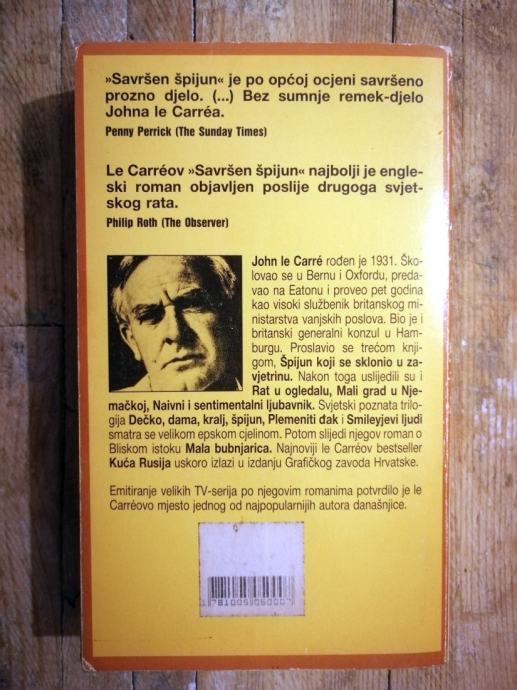 »Savršen špijun« je po općoj ocjeni savršeno
prozno djelo. (...) Bez sumnje remek-djelo
Johna le Carréa.
Penny Perrick (The Sunday Times)
Le Carréov »Savršen špijun« najbolji je engle-
ski roman objavljen poslije drugoga svjet-
skog rata.
Philip Roth (The Observer)
John le Carré rođen je 1931. Ško-
lovao se u Bernu i Oxfordu, preda-
vao na Eatonu i proveo pet godina
kao visoki službenik britanskog mi-
nistarstva vanjskih poslova. Bio je i
britanski generalni konzul u Ham-
burgu. Proslavio se trećom knji-
gom, Špijun koji se sklonio u za-
vjetrinu. Nakon toga uslijedili su i
Rat u ogledalu, Mali grad u Nje-
mačkoj, Naivni i sentimentalni ljubavnik. Svjetski poznata trilo-
gija Dečko, dama, kralj, špijun, Plemeniti đak i Smileyjevi ljudi
smatra se velikom epskom cjelinom. Potom slijedi njegov roman o
Bliskom istoku Mala bubnjarica. Najnoviji le Carréov bestseller
Kuća Rusija uskoro izlazi u izdanju Grafičkog zavoda Hrvatske.
Emitiranje velikih TV-serija po njegovim romanima potvrdilo je le
Carréovo mjesto jednog od najpopularnijih autora današnjice.
1781005060007